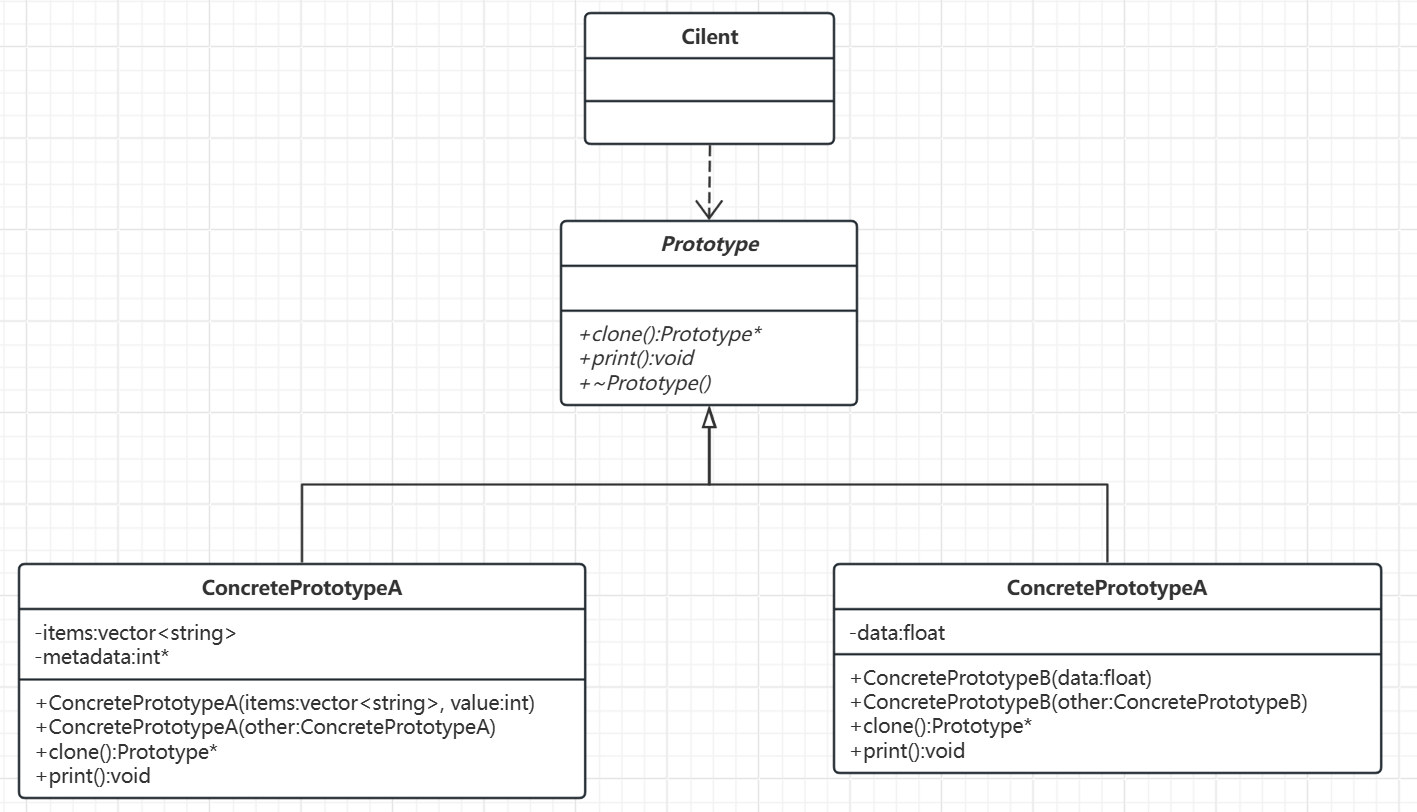 Cilent
Prototype
+clone():Prototype*
+print():void
+~Prototype()
ConcretePrototypeA
-items:vector<string>
-metadata:int*
+ConcretePrototypeA(items:vector<string>, value:int)
+ConcretePrototypeA(other:ConcretePrototypeA)
+clone():Prototype*
+print():void
ConcretePrototypeA
-data:float
+ConcretePrototypeB(data:float)
+ConcretePrototypeB(other:ConcretePrototypeB)
+clone():Prototype*
+print():void